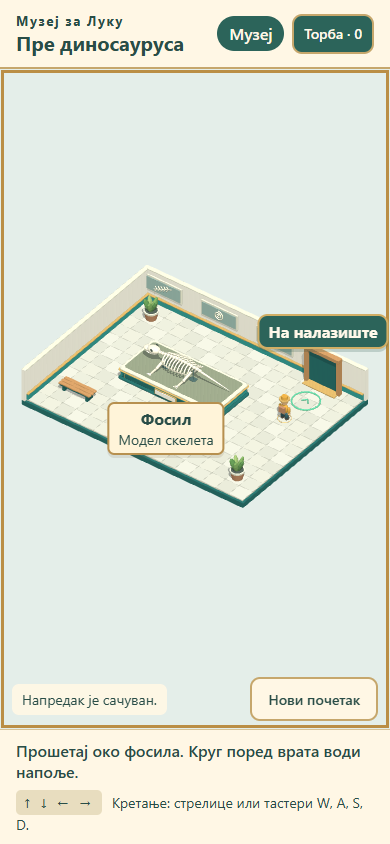 Музеј за Луку
Пре диносауруса
Музеј
Торба · 0
На налазиште
Фосил
Модел скелета
Напредак је сачуван.
Нови почетак
Прошетај око фосила. Круг поред врата води
напоље.
↑ ↓ ← → Кретање: стрелице или тастери W, A, S,
D.